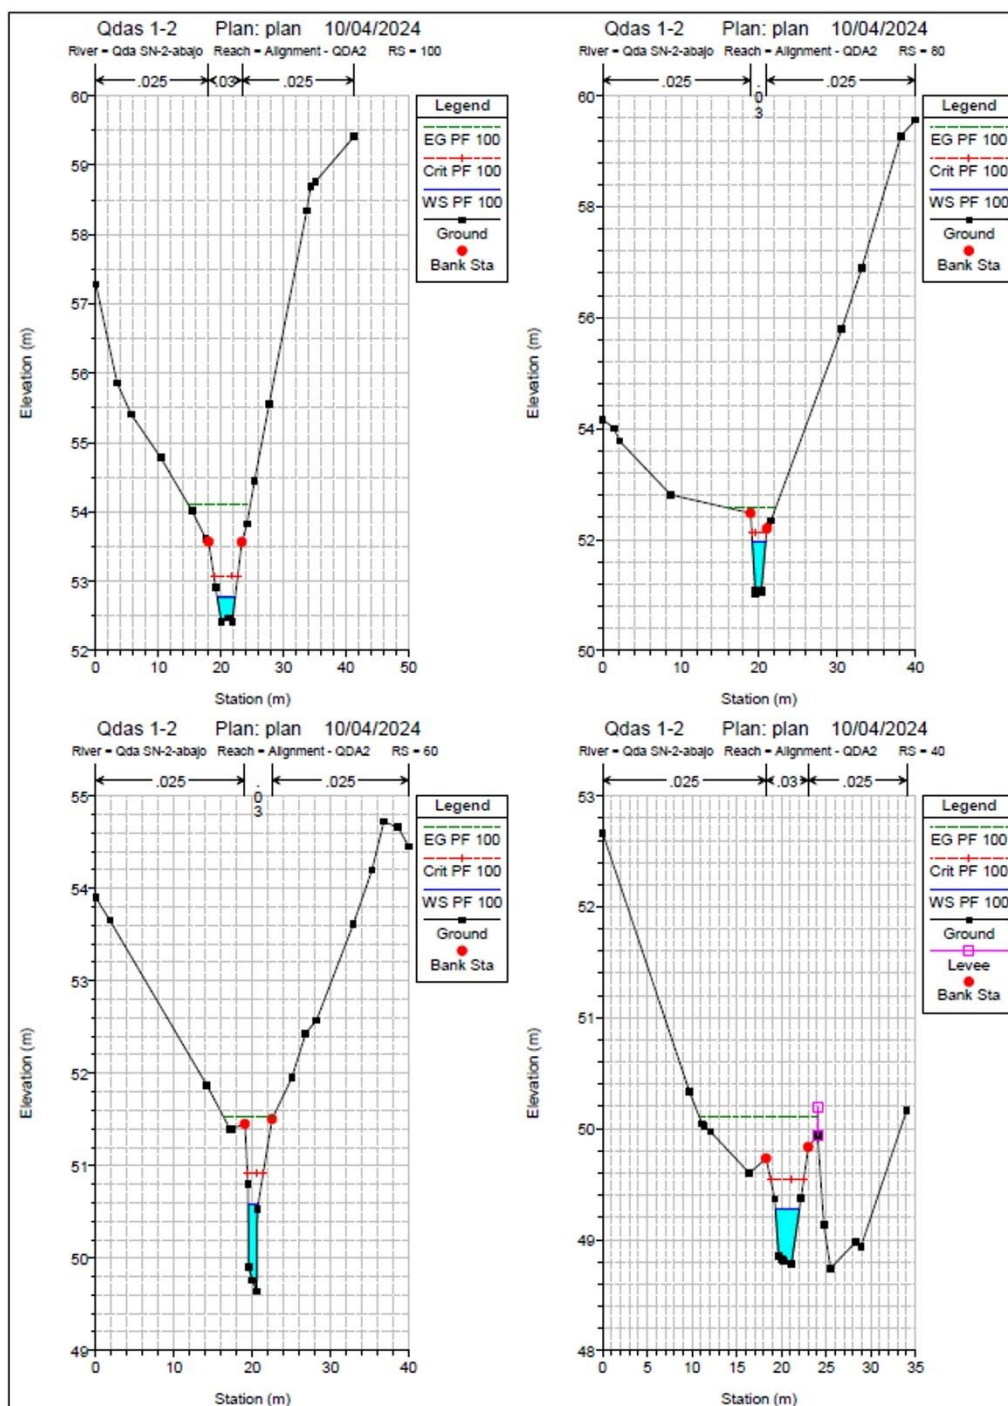 Qdas 1-2 Plan: plan 10/04/2024
River = Qda SN-2-abajo Reach = Alignment - QDA2 RS = 100
.025 .03 .025
Legend
EG PF 100
Crit PF 100
WS PF 100
Ground
Bank Sta
60
59
58
57
56
55
54
53
52
Elevation (m)
0 10 20 30 40 50
Station (m)
Qdas 1-2 Plan: plan 10/04/2024
River = Qda SN-2-abajo Reach = Alignment - QDA2 RS = 80
.025 .03 .025
Legend
EG PF 100
Crit PF 100
WS PF 100
Ground
Bank Sta
60
58
56
54
52
50
Elevation (m)
0 10 20 30 40
Station (m)
Qdas 1-2 Plan: plan 10/04/2024
River = Qda SN-2-abajo Reach = Alignment - QDA2 RS = 60
.025 .03 .025
Legend
EG PF 100
Crit PF 100
WS PF 100
Ground
Bank Sta
55
54
53
52
51
50
49
Elevation (m)
0 10 20 30 40
Station (m)
Qdas 1-2 Plan: plan 10/04/2024
River = Qda SN-2-abajo Reach = Alignment - QDA2 RS = 40
.025 .03 .025
Legend
EG PF 100
Crit PF 100
WS PF 100
Ground
Levee
Bank Sta
53
52
51
50
49
48
Elevation (m)
0 5 10 15 20 25 30 35
Station (m)